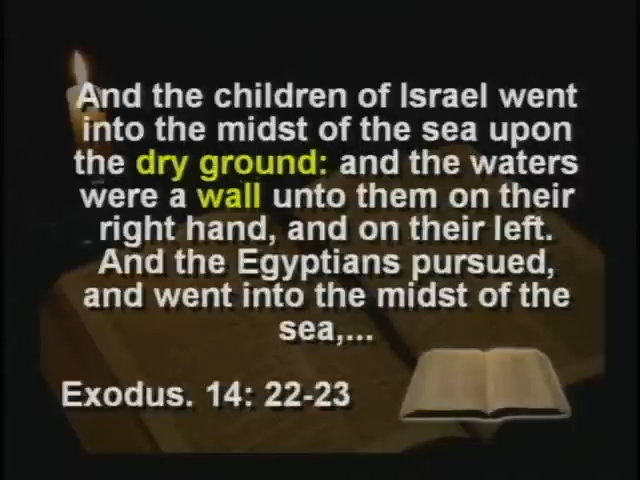 And the children of Israel went
into the midst of the sea upon
the dry ground: and the waters
were a wall unto them on their
right hand, and on their left.
And the Egyptians pursued,
and went into the midst of the
sea,...
Exodus. 14: 22-23